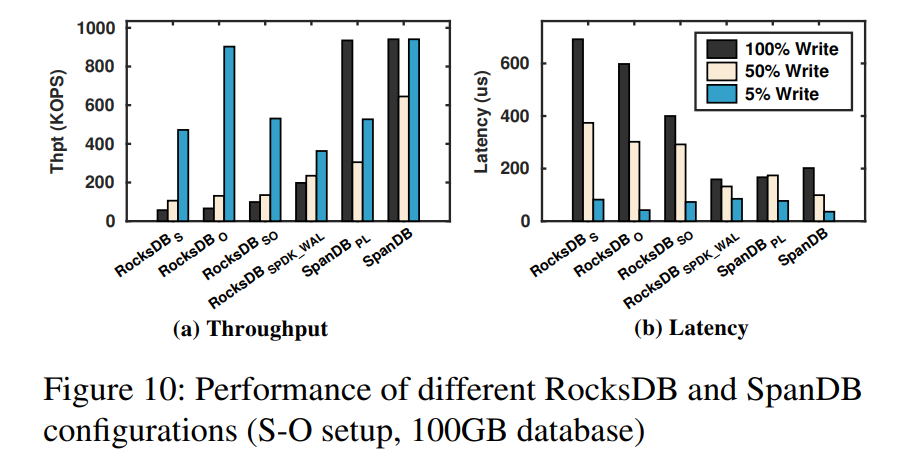 1000
800
600
400
200
0
Thpt (KOPS)
RocksDB S
RocksDB O
RocksDB SO
RocksDB SPDK_WAL
SpanDB PL
SpanDB
(a) Throughput
600
400
200
0
Latency (us)
100% Write
50% Write
5% Write
RocksDB S
RocksDB O
RocksDB SO
RocksDB SPDK_WAL
SpanDB PL
SpanDB
(b) Latency
Figure 10: Performance of different RocksDB and SpanDB
configurations (S-O setup, 100GB database)